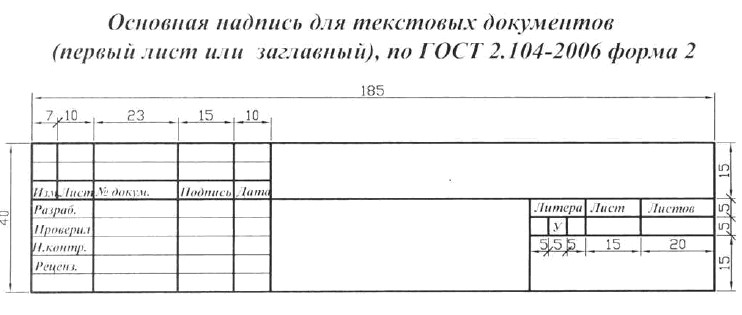 Основная надпись для текстовых документов
(первый лист или заглавный), по ГОСТ 2.104-2006 форма 2
185
7 10 23 15 10
40
15
Изм Лист № докум. Подпись Дата
Разраб. Литера Лист Листов 5
Проверил У 5
Н.контр. 5 5 5 15 20
Реценз. 15